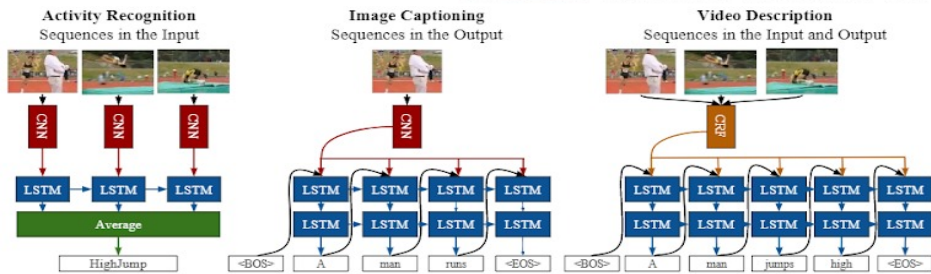 Activity Recognition
Sequences in the Input
CNN
CNN
CNN
LSTM
LSTM
LSTM
Average
HighJump
Image Captioning
Sequences in the Output
CNN
LSTM
LSTM
LSTM
LSTM
LSTM
LSTM
LSTM
LSTM
<BOS>
A
man
runs
<EOS>
Video Description
Sequences in the Input and Output
CRF
LSTM
LSTM
LSTM
LSTM
LSTM
LSTM
LSTM
LSTM
LSTM
LSTM
<BOS>
A
man
jumps
high
<EOS>